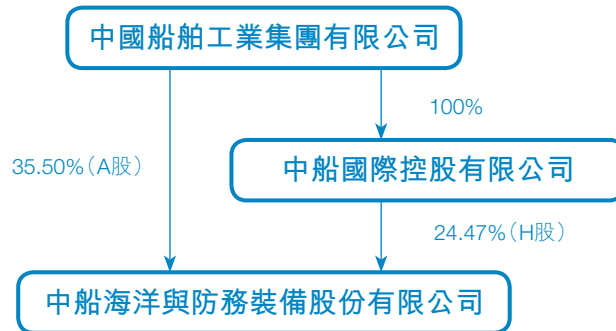 中國船舶工業集團有限公司
100%
35.50%（A股）
中船國際控股有限公司
24.47%（H股）
中船海洋與防務裝備股份有限公司